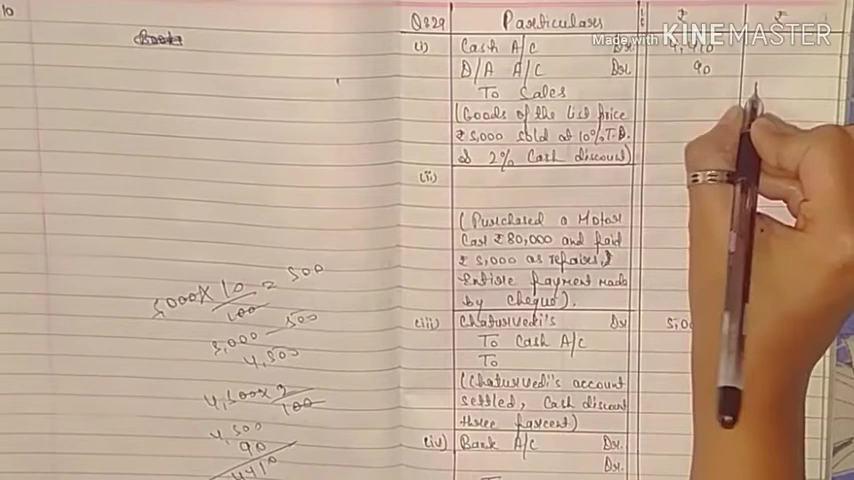 10
Q829 Particulars L.F ₹ ₹
Made with KINEMASTER
(i) Cash A/C Dr. 4,410
D/A A/C Dr. 90
To Sales
(Goods of the list price
₹5,000 sold at 10% T.D.
& 2% Cash discount)
(ii)
(Purchased a Motor
Car ₹80,000 and paid
₹5,000 as repairs,
Entire payment made
by cheque).
(iii) Chaturvedi's Dr 5,00
To Cash A/C
To
(Chaturvedi's account
settled, Cash discount
three percent)
(iv) Bank A/C Dr.
Dr.
To
5000 X 10 = 500
100
5,000 - 500
4,500
4,500 X 2
100
4,500
90
4410